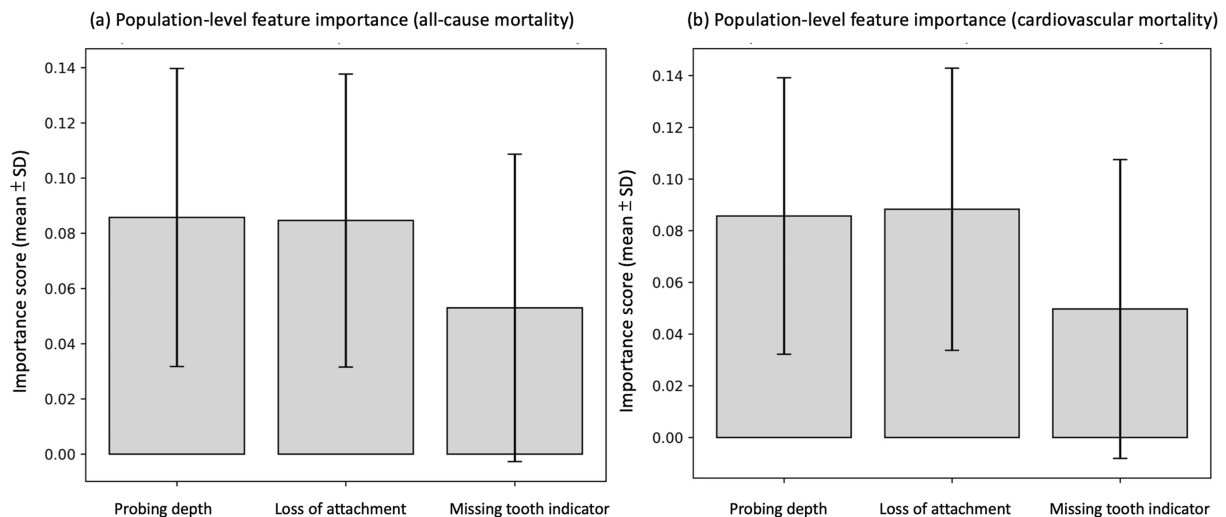 (a) Population-level feature importance (all-cause mortality)
0.14
0.12
0.10
0.08
0.06
0.04
0.02
0.00
Importance score (mean ± SD)
Probing depth Loss of attachment Missing tooth indicator
(b) Population-level feature importance (cardiovascular mortality)
0.14
0.12
0.10
0.08
0.06
0.04
0.02
0.00
Importance score (mean ± SD)
Probing depth Loss of attachment Missing tooth indicator